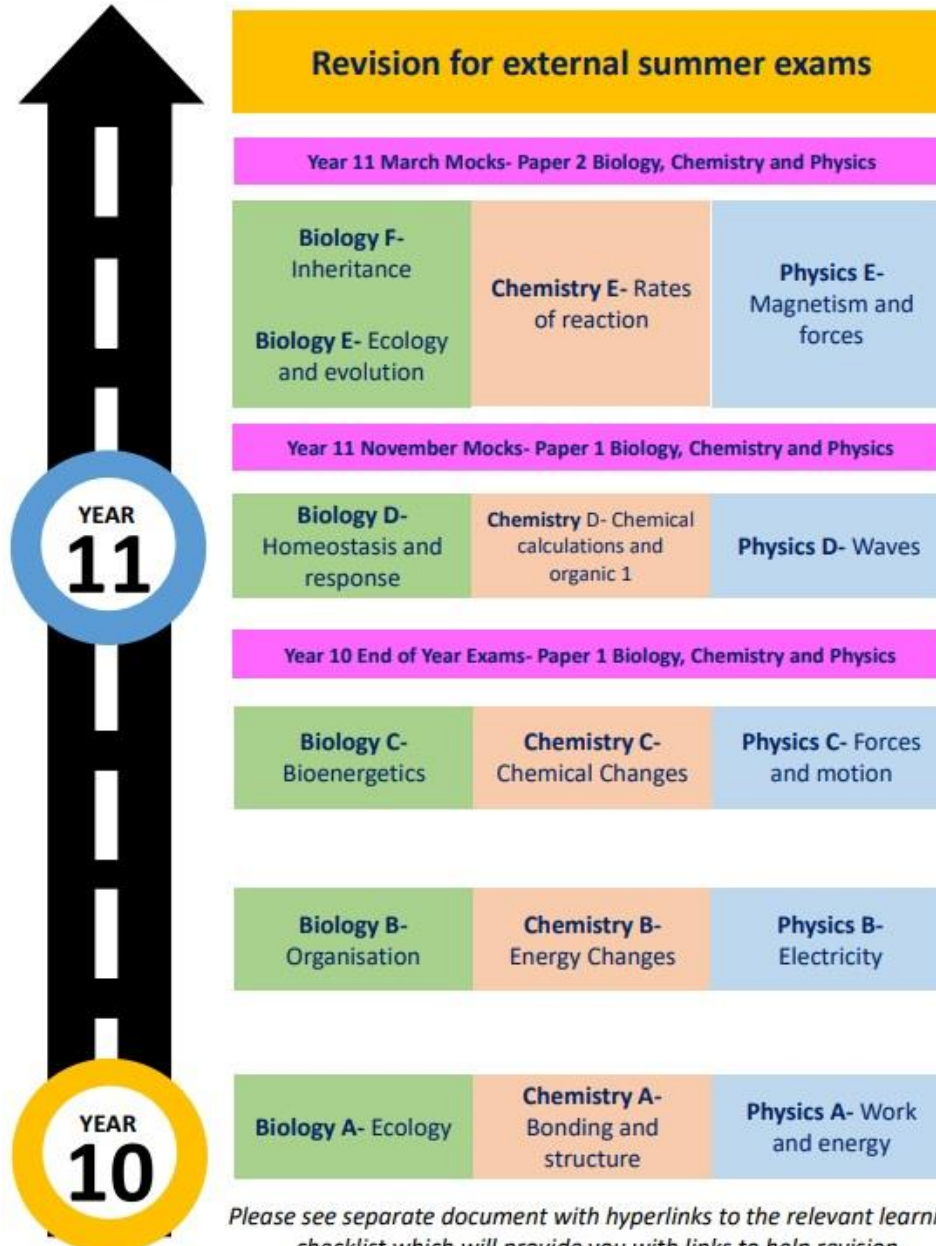 Revision for external summer exams
Year 11 March Mocks- Paper 2 Biology, Chemistry and Physics
Biology F-
Inheritance
Biology E- Ecology
and evolution
Chemistry E- Rates
of reaction
Physics E-
Magnetism and
forces
Year 11 November Mocks- Paper 1 Biology, Chemistry and Physics
YEAR
11
Biology D-
Homeostasis and
response
Chemistry D- Chemical
calculations and
organic 1
Physics D- Waves
Year 10 End of Year Exams- Paper 1 Biology, Chemistry and Physics
Biology C-
Bioenergetics
Chemistry C-
Chemical Changes
Physics C- Forces
and motion
Biology B-
Organisation
Chemistry B-
Energy Changes
Physics B-
Electricity
YEAR
10
Biology A- Ecology
Chemistry A-
Bonding and
structure
Physics A- Work
and energy
Please see separate document with hyperlinks to the relevant learni
checklist which will provide you with links to help revision